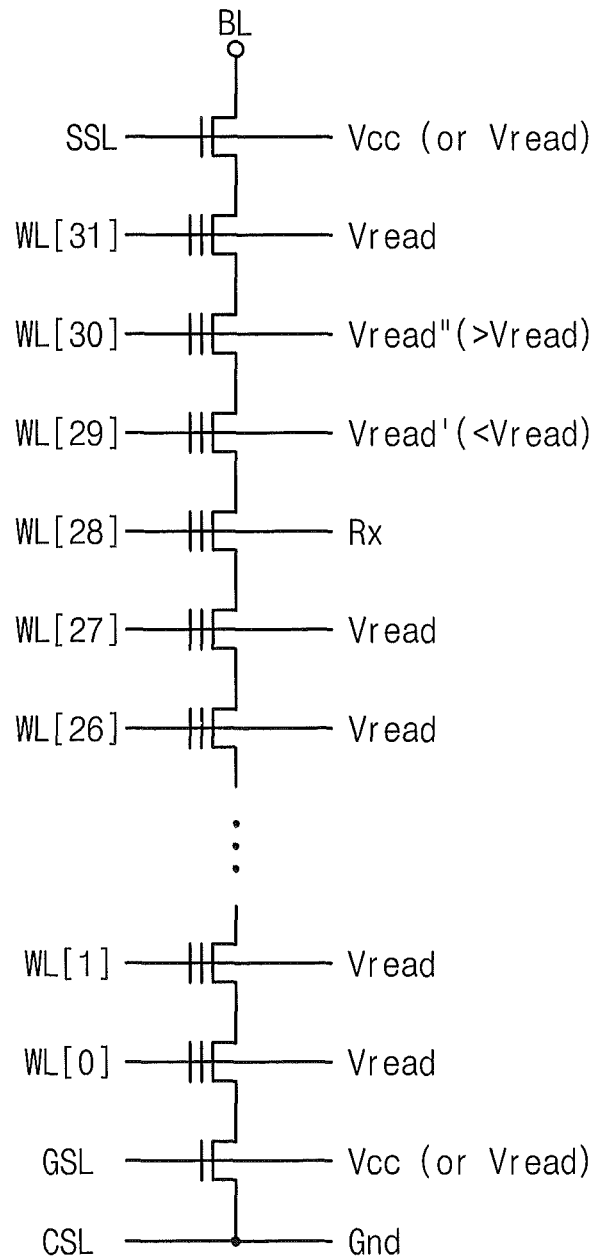 BL
SSL Vcc (or Vread)
WL[31] Vread
WL[30] Vread"(>Vread)
WL[29] Vread'(<Vread)
WL[28] Rx
WL[27] Vread
WL[26] Vread
WL[1] Vread
WL[0] Vread
GSL Vcc (or Vread)
CSL Gnd